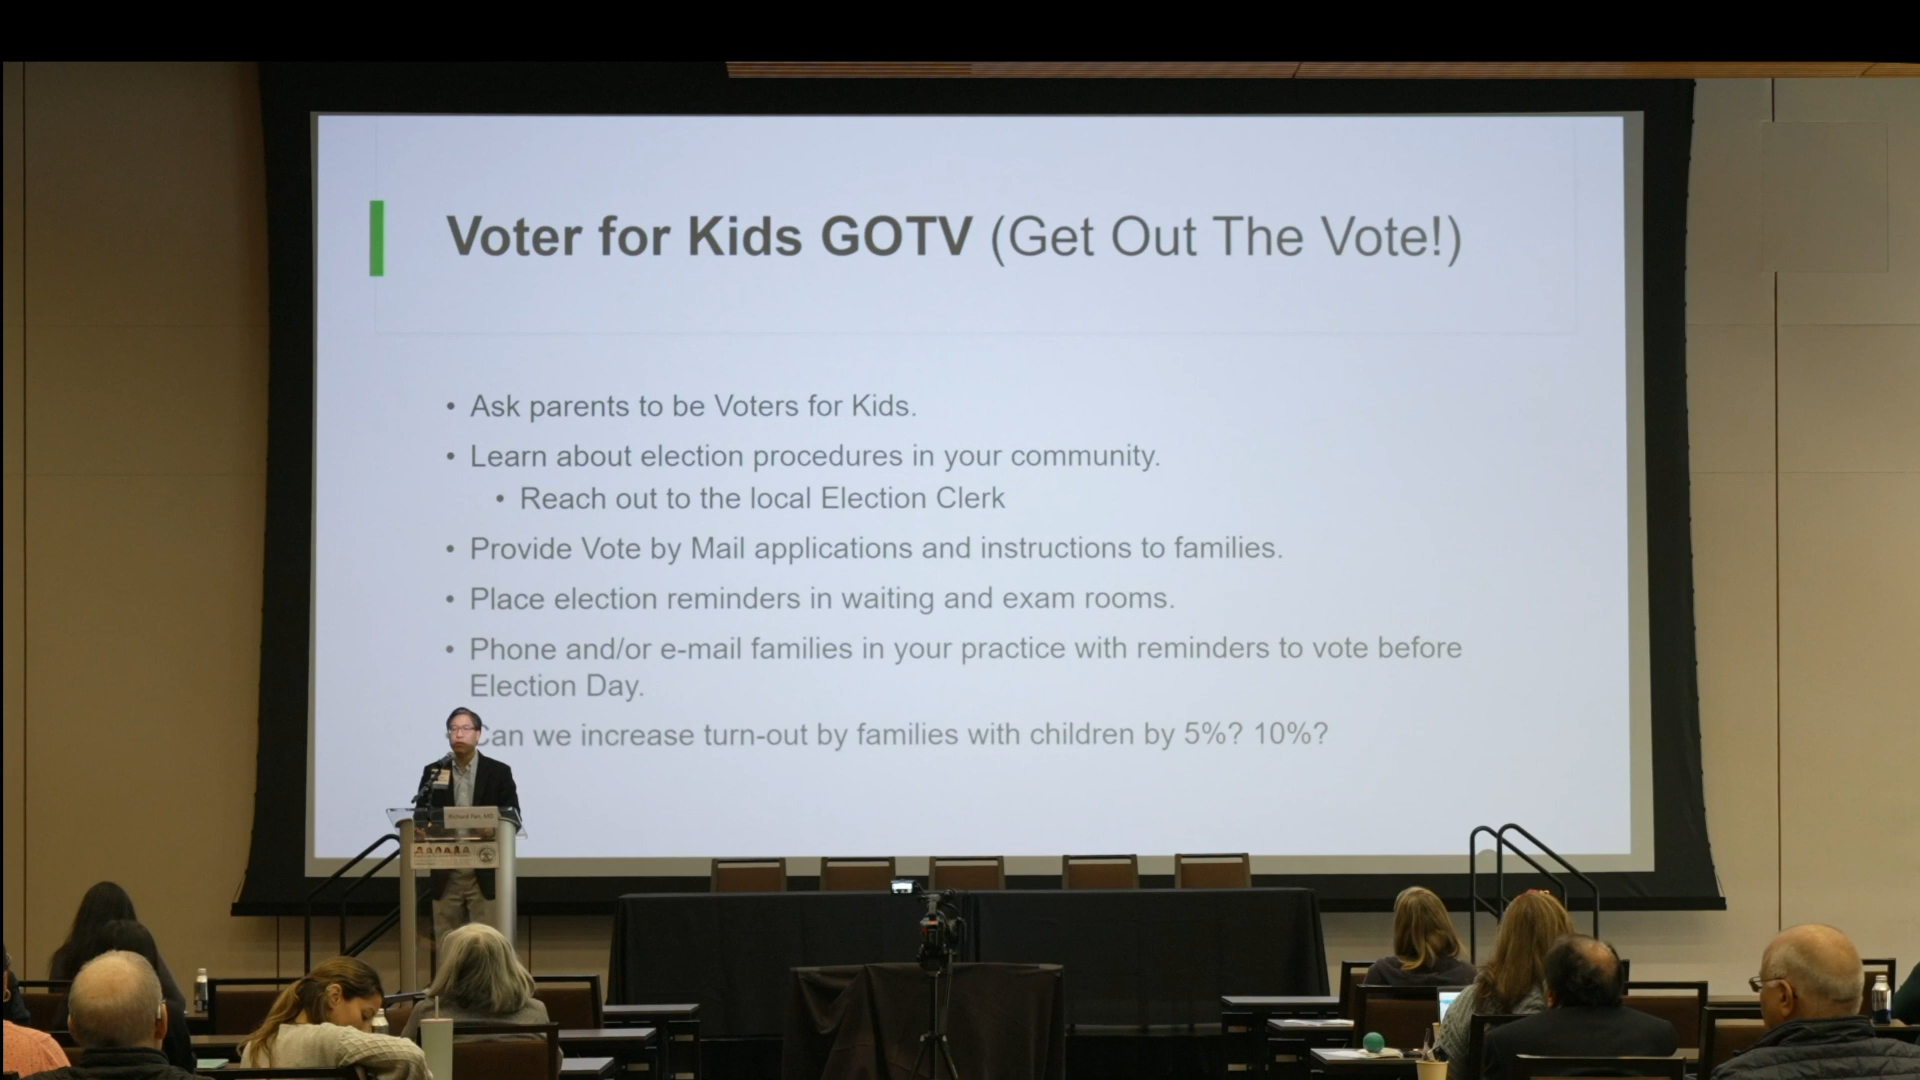 Voter for Kids GOTV (Get Out The Vote!)
• Ask parents to be Voters for Kids.
• Learn about election procedures in your community.
• Reach out to the local Election Clerk
• Provide Vote by Mail applications and instructions to families.
• Place election reminders in waiting and exam rooms.
• Phone and/or e-mail families in your practice with reminders to vote before
Election Day.
Can we increase turn-out by families with children by 5%? 10%?
Richard Pan, MD